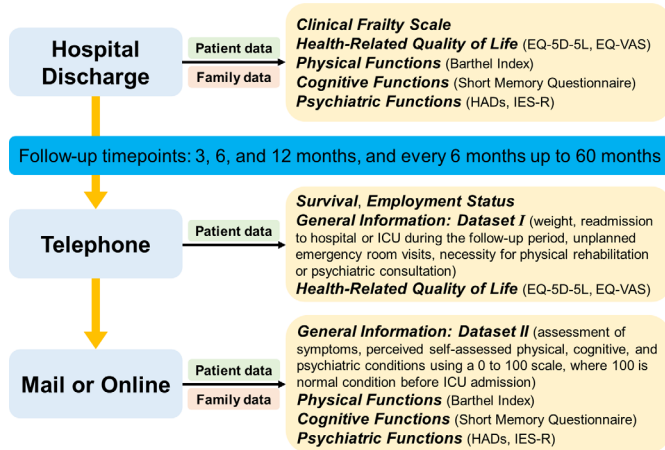 Hospital
Discharge
Patient data
Family data
Clinical Frailty Scale
Health-Related Quality of Life (EQ-5D-5L, EQ-VAS)
Physical Functions (Barthel Index)
Cognitive Functions (Short Memory Questionnaire)
Psychiatric Functions (HADs, IES-R)
Follow-up timepoints: 3, 6, and 12 months, and every 6 months up to 60 months
Telephone
Patient data
Survival, Employment Status
General Information: Dataset I (weight, readmission
to hospital or ICU during the follow-up period, unplanned
emergency room visits, necessity for physical rehabilitation
or psychiatric consultation)
Health-Related Quality of Life (EQ-5D-5L, EQ-VAS)
Mail or Online
Patient data
Family data
General Information: Dataset II (assessment of
symptoms, perceived self-assessed physical, cognitive, and
psychiatric conditions using a 0 to 100 scale, where 100 is
normal condition before ICU admission)
Physical Functions (Barthel Index)
Cognitive Functions (Short Memory Questionnaire)
Psychiatric Functions (HADs, IES-R)